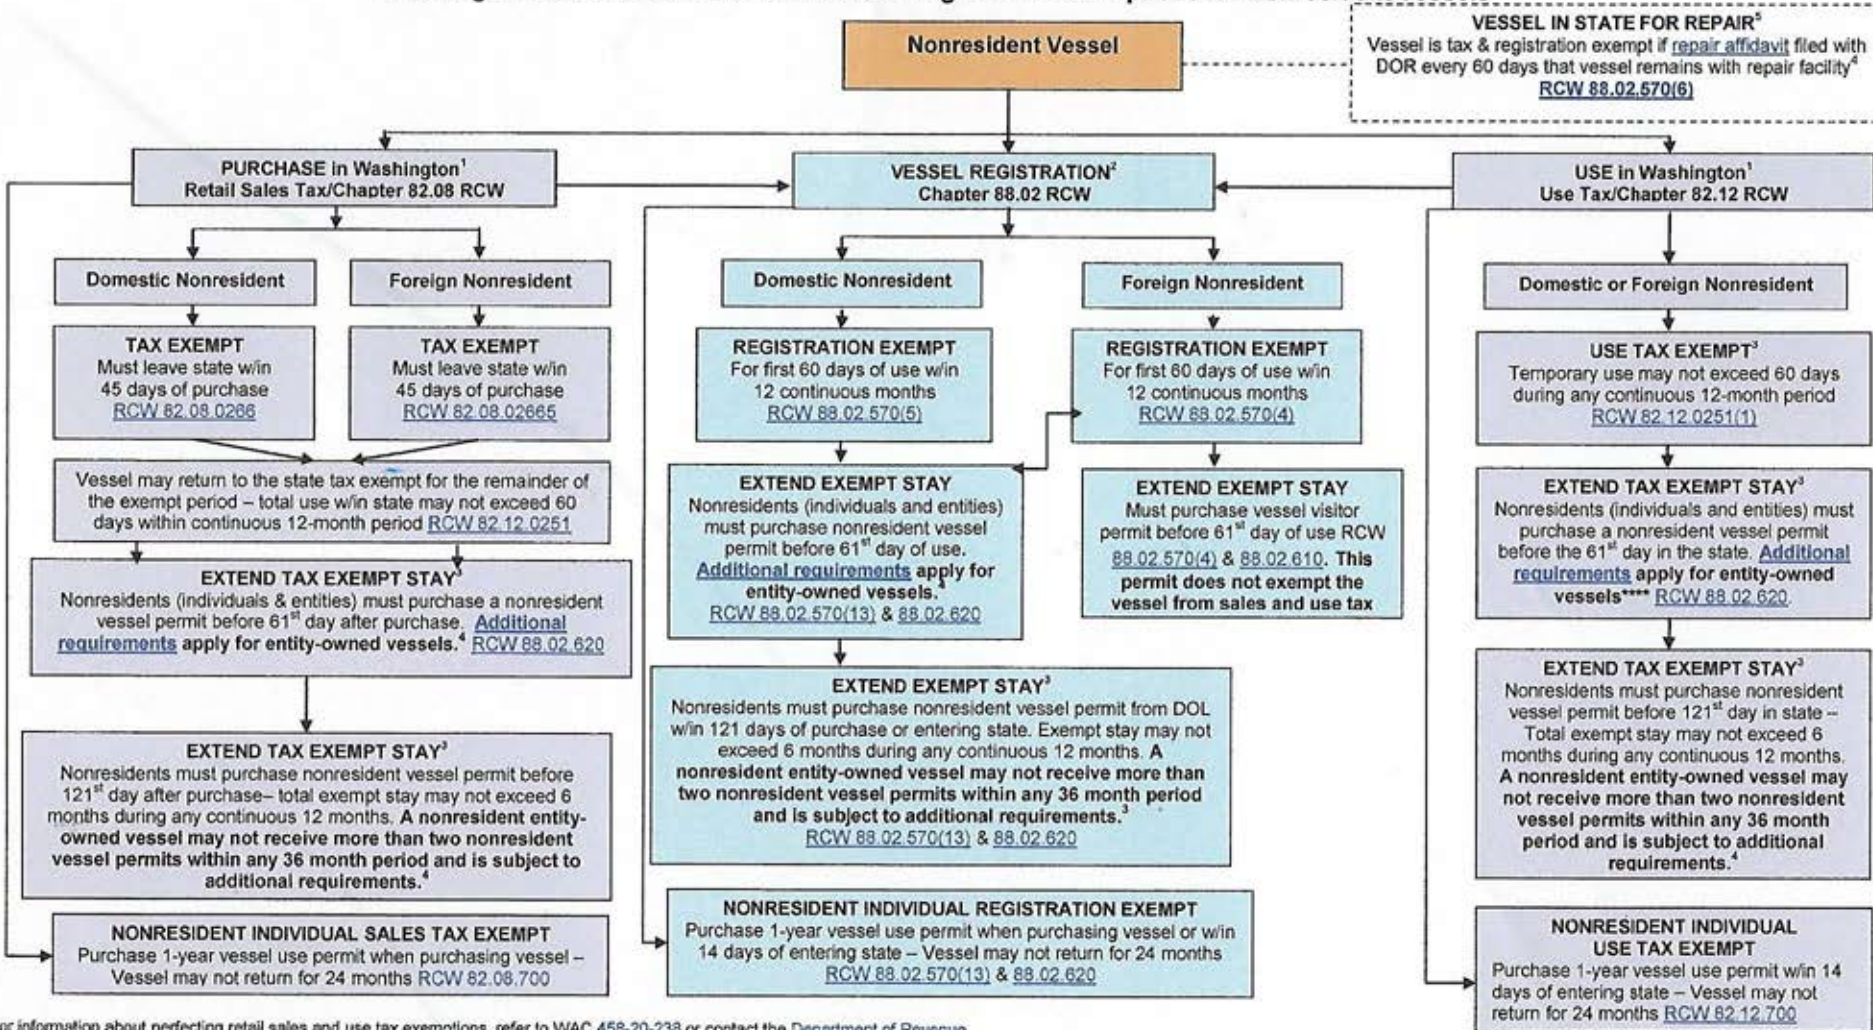 Nonresident Vessel
VESSEL IN STATE FOR REPAIR⁵
Vessel is tax & registration exempt if repair affidavit filed with
DOR every 60 days that vessel remains with repair facility⁴
RCW 88.02.570(6)
PURCHASE in Washington¹
Retail Sales Tax/Chapter 82.08 RCW
VESSEL REGISTRATION²
Chapter 88.02 RCW
USE in Washington¹
Use Tax/Chapter 82.12 RCW
Domestic Nonresident
Foreign Nonresident
Domestic Nonresident
Foreign Nonresident
Domestic or Foreign Nonresident
TAX EXEMPT
Must leave state w/in
45 days of purchase
RCW 82.08.0266
TAX EXEMPT
Must leave state w/in
45 days of purchase
RCW 82.08.02665
REGISTRATION EXEMPT
For first 60 days of use w/in
12 continuous months
RCW 88.02.570(5)
REGISTRATION EXEMPT
For first 60 days of use w/in
12 continuous months
RCW 88.02.570(4)
USE TAX EXEMPT³
Temporary use may not exceed 60 days
during any continuous 12-month period
RCW 82.12.0251(1)
Vessel may return to the state tax exempt for the remainder of
the exempt period – total use w/in state may not exceed 60
days within continuous 12-month period RCW 82.12.0251
EXTEND EXEMPT STAY
Nonresidents (individuals and entities)
must purchase nonresident vessel
permit before 61st day of use.
Additional requirements apply for
entity-owned vessels.
RCW 88.02.570(13) & 88.02.620
EXTEND EXEMPT STAY
Must purchase vessel visitor
permit before 61st day of use RCW
88.02.570(4) & 88.02.610. This
permit does not exempt the
vessel from sales and use tax
EXTEND TAX EXEMPT STAY³
Nonresidents (individuals and entities) must
purchase a nonresident vessel permit
before the 61st day in the state. Additional
requirements apply for entity-owned
vessels**** RCW 88.02.620.
EXTEND TAX EXEMPT STAY³
Nonresidents (individuals & entities) must purchase a nonresident
vessel permit before 61st day after purchase. Additional
requirements apply for entity-owned vessels.⁴ RCW 88.02.620
EXTEND EXEMPT STAY³
Nonresidents must purchase nonresident vessel permit from DOL
w/in 121 days of purchase or entering state. Exempt stay may not
exceed 6 months during any continuous 12 months. A
nonresident entity-owned vessel may not receive more than
two nonresident vessel permits within any 36 month period
and is subject to additional requirements.³
RCW 88.02.570(13) & 88.02.620
EXTEND TAX EXEMPT STAY³
Nonresidents must purchase nonresident
vessel permit before 121st day in state –
Total exempt stay may not exceed 6
months during any continuous 12 months.
A nonresident entity-owned vessel may
not receive more than two nonresident
vessel permits within any 36 month
period and is subject to additional
requirements.⁴
EXTEND TAX EXEMPT STAY³
Nonresidents must purchase nonresident vessel permit before
121st day after purchase– total exempt stay may not exceed 6
months during any continuous 12 months. A nonresident entity-
owned vessel may not receive more than two nonresident
vessel permits within any 36 month period and is subject to
additional requirements.⁴
NONRESIDENT INDIVIDUAL SALES TAX EXEMPT
Purchase 1-year vessel use permit when purchasing vessel –
Vessel may not return for 24 months RCW 82.08.700
NONRESIDENT INDIVIDUAL REGISTRATION EXEMPT
Purchase 1-year vessel use permit when purchasing vessel or w/in
14 days of entering state – Vessel may not return for 24 months
RCW 88.02.570(13) & 88.02.620
NONRESIDENT INDIVIDUAL
USE TAX EXEMPT
Purchase 1-year vessel use permit w/in 14
days of entering state – Vessel may not
return for 24 months RCW 82.12.700
or information about perfecting retail sales and use tax exemptions, refer to WAC 458-20-238 or contact the Department of Revenue